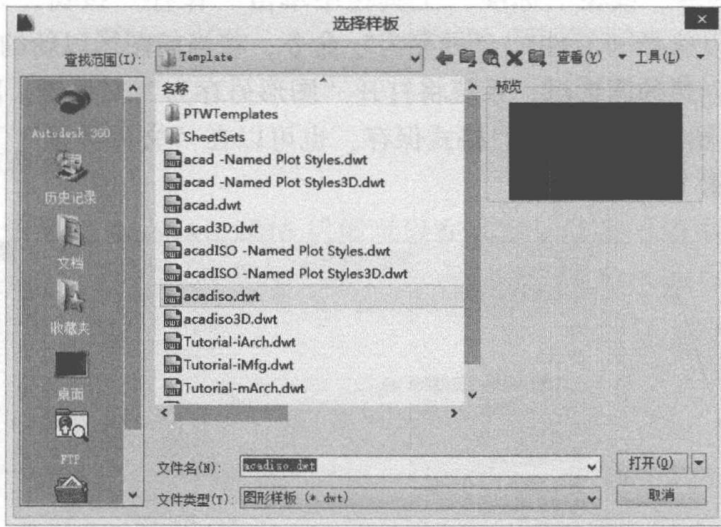 选择样板
查找范围(I):
Template
查看(V)
工具(L)
名称
预览
PTWTemplates
SheetSets
acad -Named Plot Styles.dwt
acad -Named Plot Styles3D.dwt
acad.dwt
acad3D.dwt
acadISO -Named Plot Styles.dwt
acadISO -Named Plot Styles3D.dwt
acadiso.dwt
acadiso3D.dwt
Tutorial-iArch.dwt
Tutorial-iMfg.dwt
Tutorial-mArch.dwt
Autodesk 360
历史记录
文档
收藏夹
桌面
FTP
文件名(N):
acadiso.dwt
打开(O)
文件类型(T):
图形样板 (*.dwt)
取消